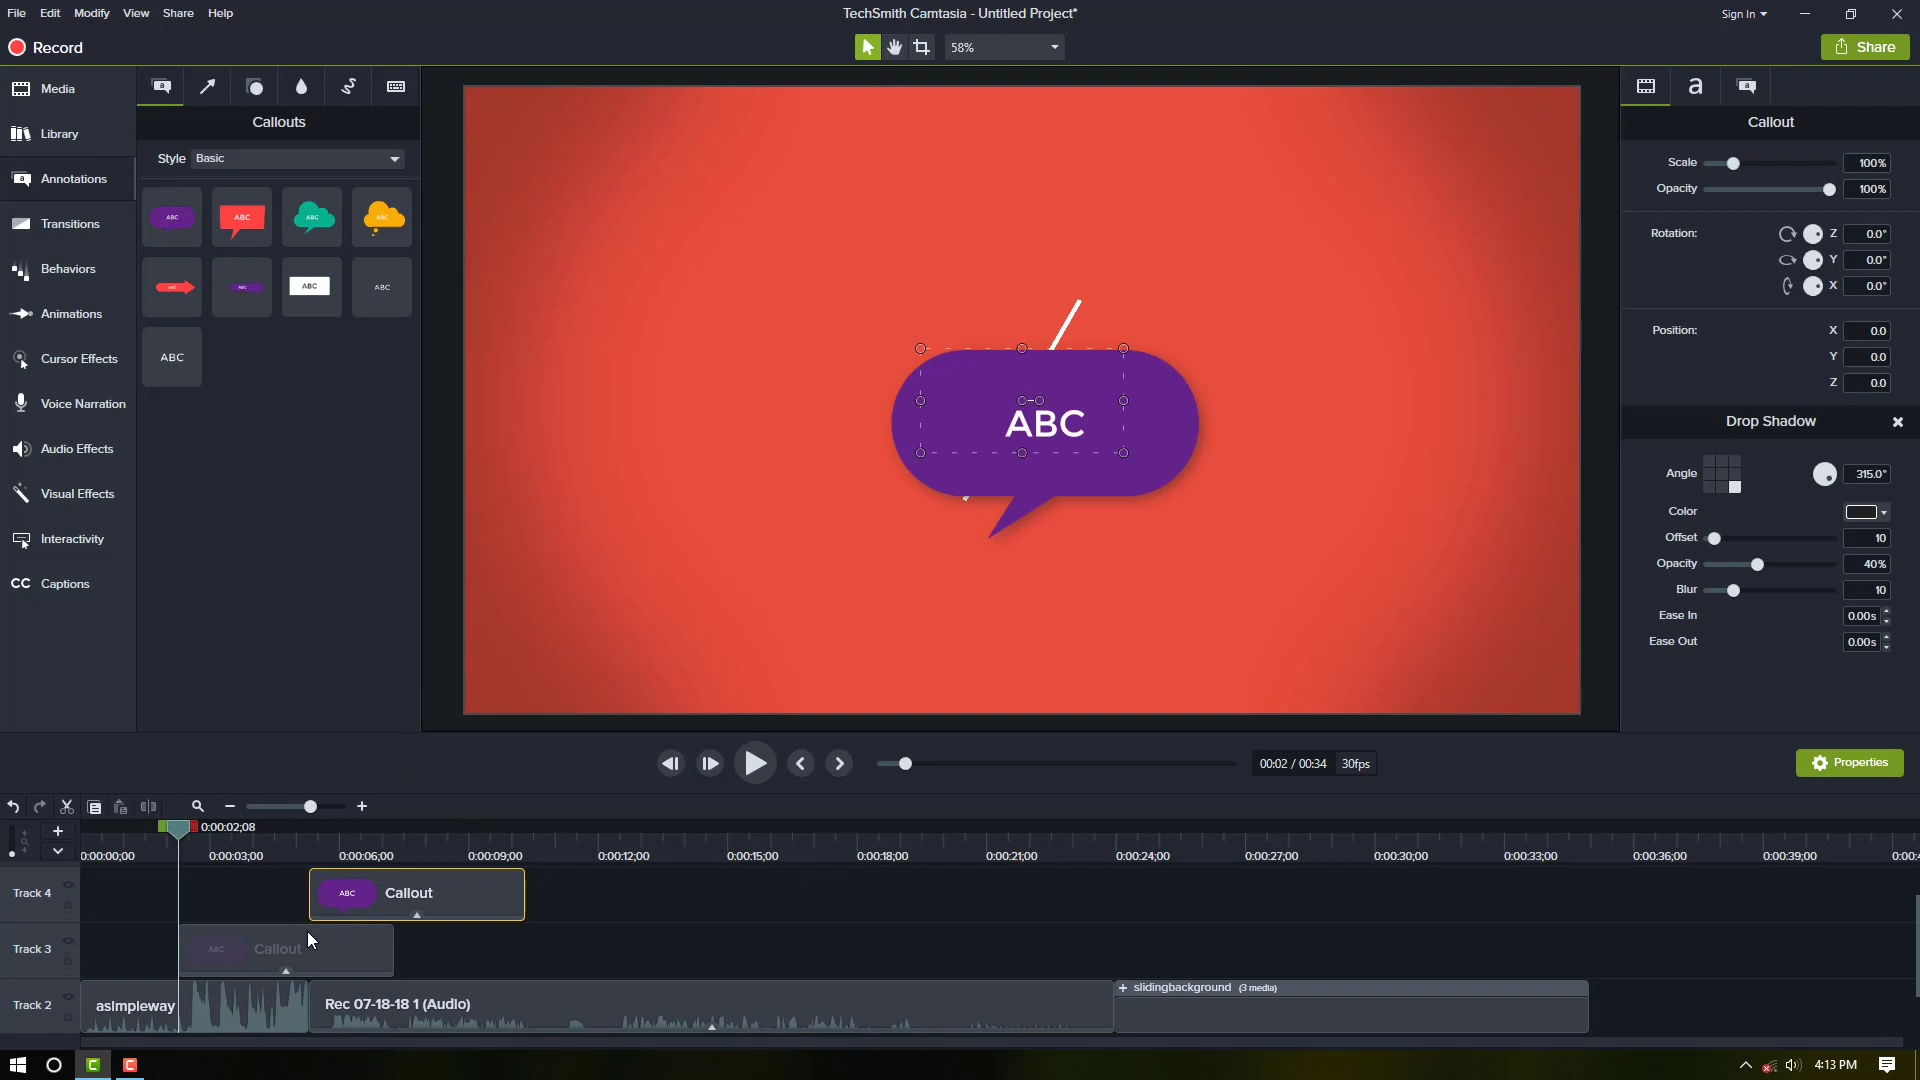 File Edit Modify View Share Help
TechSmith Camtasia - Untitled Project*
Sign In
Record
58%
Share
Media
Library
Annotations
Transitions
Behaviors
Animations
Cursor Effects
Voice Narration
Audio Effects
Visual Effects
Interactivity
CC Captions
a
Callouts
Style Basic
ABC ABC ABC ABC
ABC ABC ABC ABC
ABC
ABC
a a
Callout
Scale 100%
Opacity 100%
Rotation: Z 0.0°
Y 0.0°
X 0.0°
Position: X 0.0
Y 0.0
Z 0.0
Drop Shadow
Angle 315.0°
Color
Offset 10
Opacity 40%
Blur 10
Ease In 0.00s
Ease Out 0.00s
00:02 / 00:34 30fps
Properties
0:00:02;08
0:00:00;00 0:00:03;00 0:00:06;00 0:00:09;00 0:00:12;00 0:00:15;00 0:00:18;00 0:00:21;00 0:00:24;00 0:00:27;00 0:00:30;00 0:00:33;00 0:00:36;00 0:00:39;00
Track 4 ABC Callout
Track 3 ABC Callout
Track 2 asimpleway Rec 07-18-18 1 (Audio) + slidingbackground (3 media)
4:13 PM